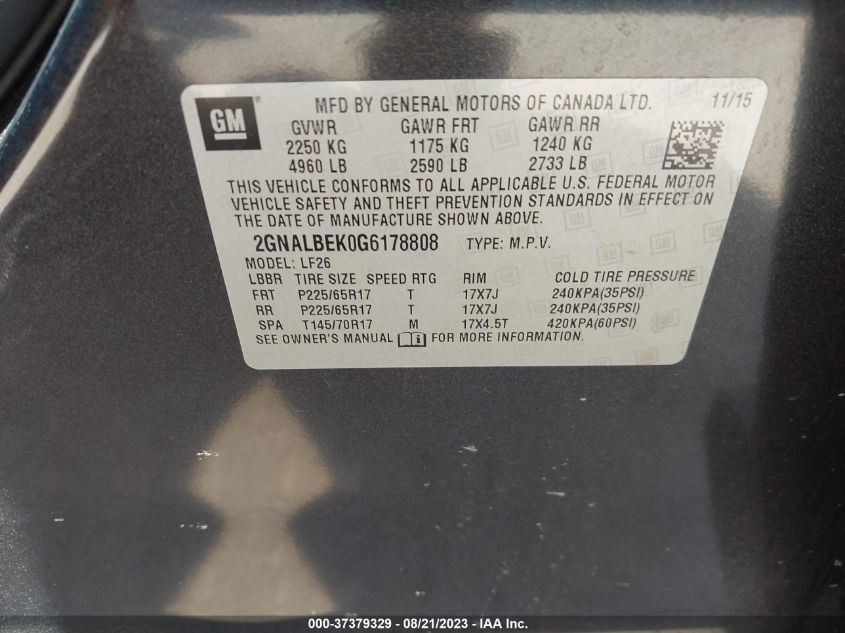 GM MFD BY GENERAL MOTORS OF CANADA LTD. 11/15
GVWR GAWR FRT GAWR RR
2250 KG 1175 KG 1240 KG
4960 LB 2590 LB 2733 LB
THIS VEHICLE CONFORMS TO ALL APPLICABLE U.S. FEDERAL MOTOR
VEHICLE SAFETY AND THEFT PREVENTION STANDARDS IN EFFECT ON
THE DATE OF MANUFACTURE SHOWN ABOVE.
2GNALBEK0G6178808 TYPE: M.P.V.
MODEL: LF26
LBBR TIRE SIZE SPEED RTG RIM COLD TIRE PRESSURE
FRT P225/65R17 T 17X7J 240KPA(35PSI)
RR P225/65R17 T 17X7J 240KPA(35PSI)
SPA T145/70R17 M 17X4.5T 420KPA(60PSI)
SEE OWNER'S MANUAL FOR MORE INFORMATION.
000-37379329 - 08/21/2023 - IAA Inc.